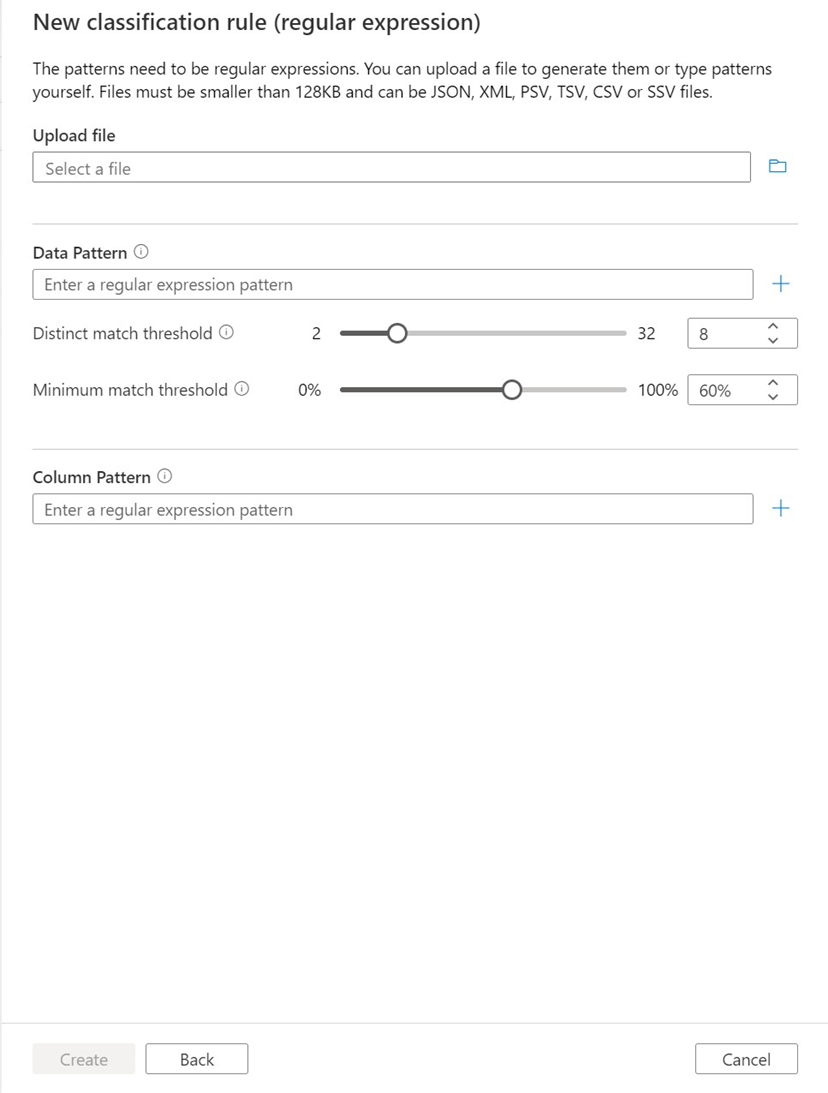 New classification rule (regular expression)
The patterns need to be regular expressions. You can upload a file to generate them or type patterns
yourself. Files must be smaller than 128KB and can be JSON, XML, PSV, TSV, CSV or SSV files.
Upload file
Select a file
Data Pattern
Enter a regular expression pattern
Distinct match threshold 2 32 8
Minimum match threshold 0% 100% 60%
Column Pattern
Enter a regular expression pattern
Create Back Cancel